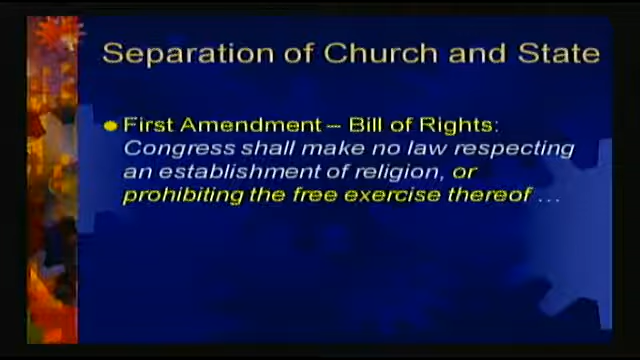 Separation of Church and State
First Amendment – Bill of Rights:
Congress shall make no law respecting
an establishment of religion, or
prohibiting the free exercise thereof ...